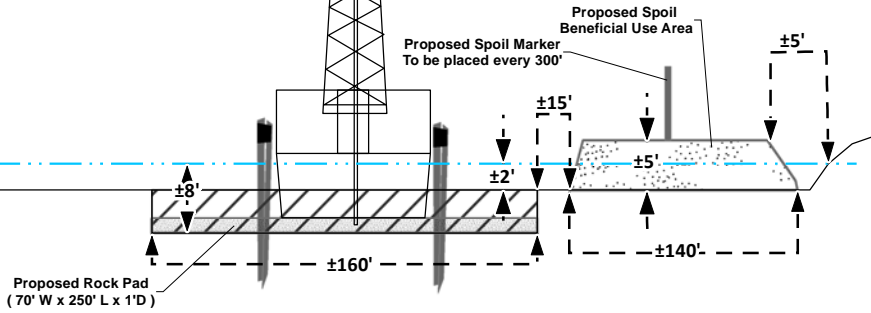 Proposed Spoil
Beneficial Use Area
Proposed Spoil Marker
To be placed every 300'
±5'
±15'
±5'
±2'
±8'
±140'
±160'
Proposed Rock Pad
( 70' W x 250' L x 1'D )